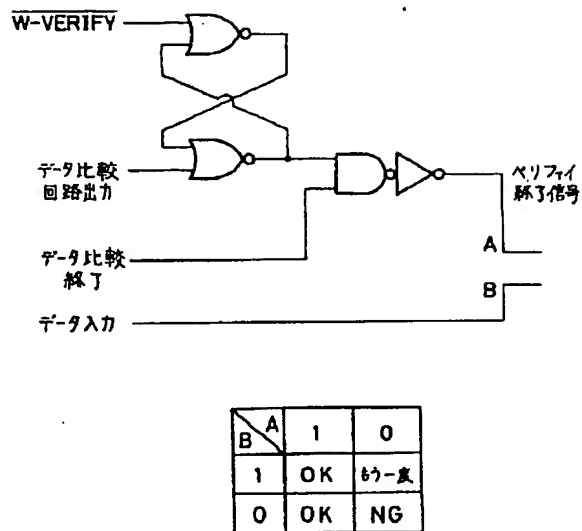 W-VERIFY
データ比較
回路出力
ベリファイ
終了信号
データ比較
終了
A
B
データ入力
B A 1 0
1 OK もう一度
0 OK NG